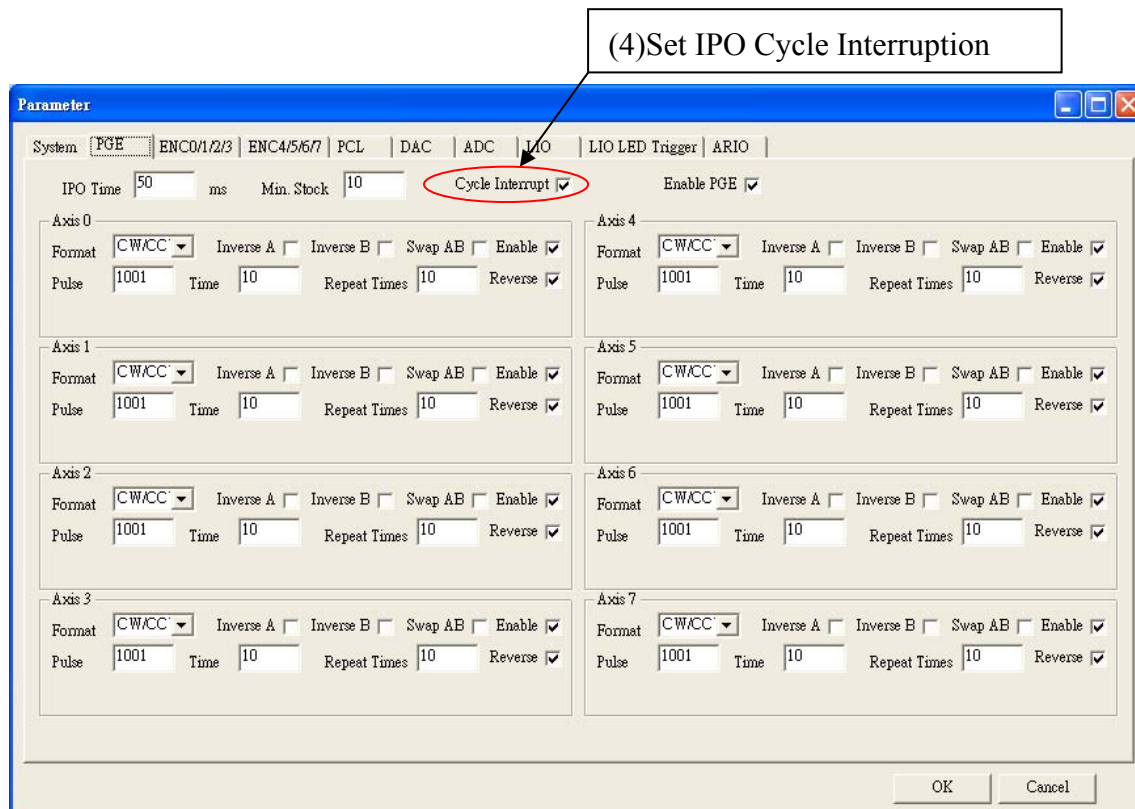 (4)Set IPO Cycle Interruption
Parameter
System PGE ENC0/1/2/3 ENC4/5/6/7 PCL DAC ADC LIO LIO LED Trigger ARIO
IPO Time 50 ms Min. Stock 10 Cycle Interrupt Enable PGE
Axis 0
Format CW/CC Inverse A Inverse B Swap AB Enable
Pulse 1001 Time 10 Repeat Times 10 Reverse
Axis 4
Format CW/CC Inverse A Inverse B Swap AB Enable
Pulse 1001 Time 10 Repeat Times 10 Reverse
Axis 1
Format CW/CC Inverse A Inverse B Swap AB Enable
Pulse 1001 Time 10 Repeat Times 10 Reverse
Axis 5
Format CW/CC Inverse A Inverse B Swap AB Enable
Pulse 1001 Time 10 Repeat Times 10 Reverse
Axis 2
Format CW/CC Inverse A Inverse B Swap AB Enable
Pulse 1001 Time 10 Repeat Times 10 Reverse
Axis 6
Format CW/CC Inverse A Inverse B Swap AB Enable
Pulse 1001 Time 10 Repeat Times 10 Reverse
Axis 3
Format CW/CC Inverse A Inverse B Swap AB Enable
Pulse 1001 Time 10 Repeat Times 10 Reverse
Axis 7
Format CW/CC Inverse A Inverse B Swap AB Enable
Pulse 1001 Time 10 Repeat Times 10 Reverse
OK Cancel